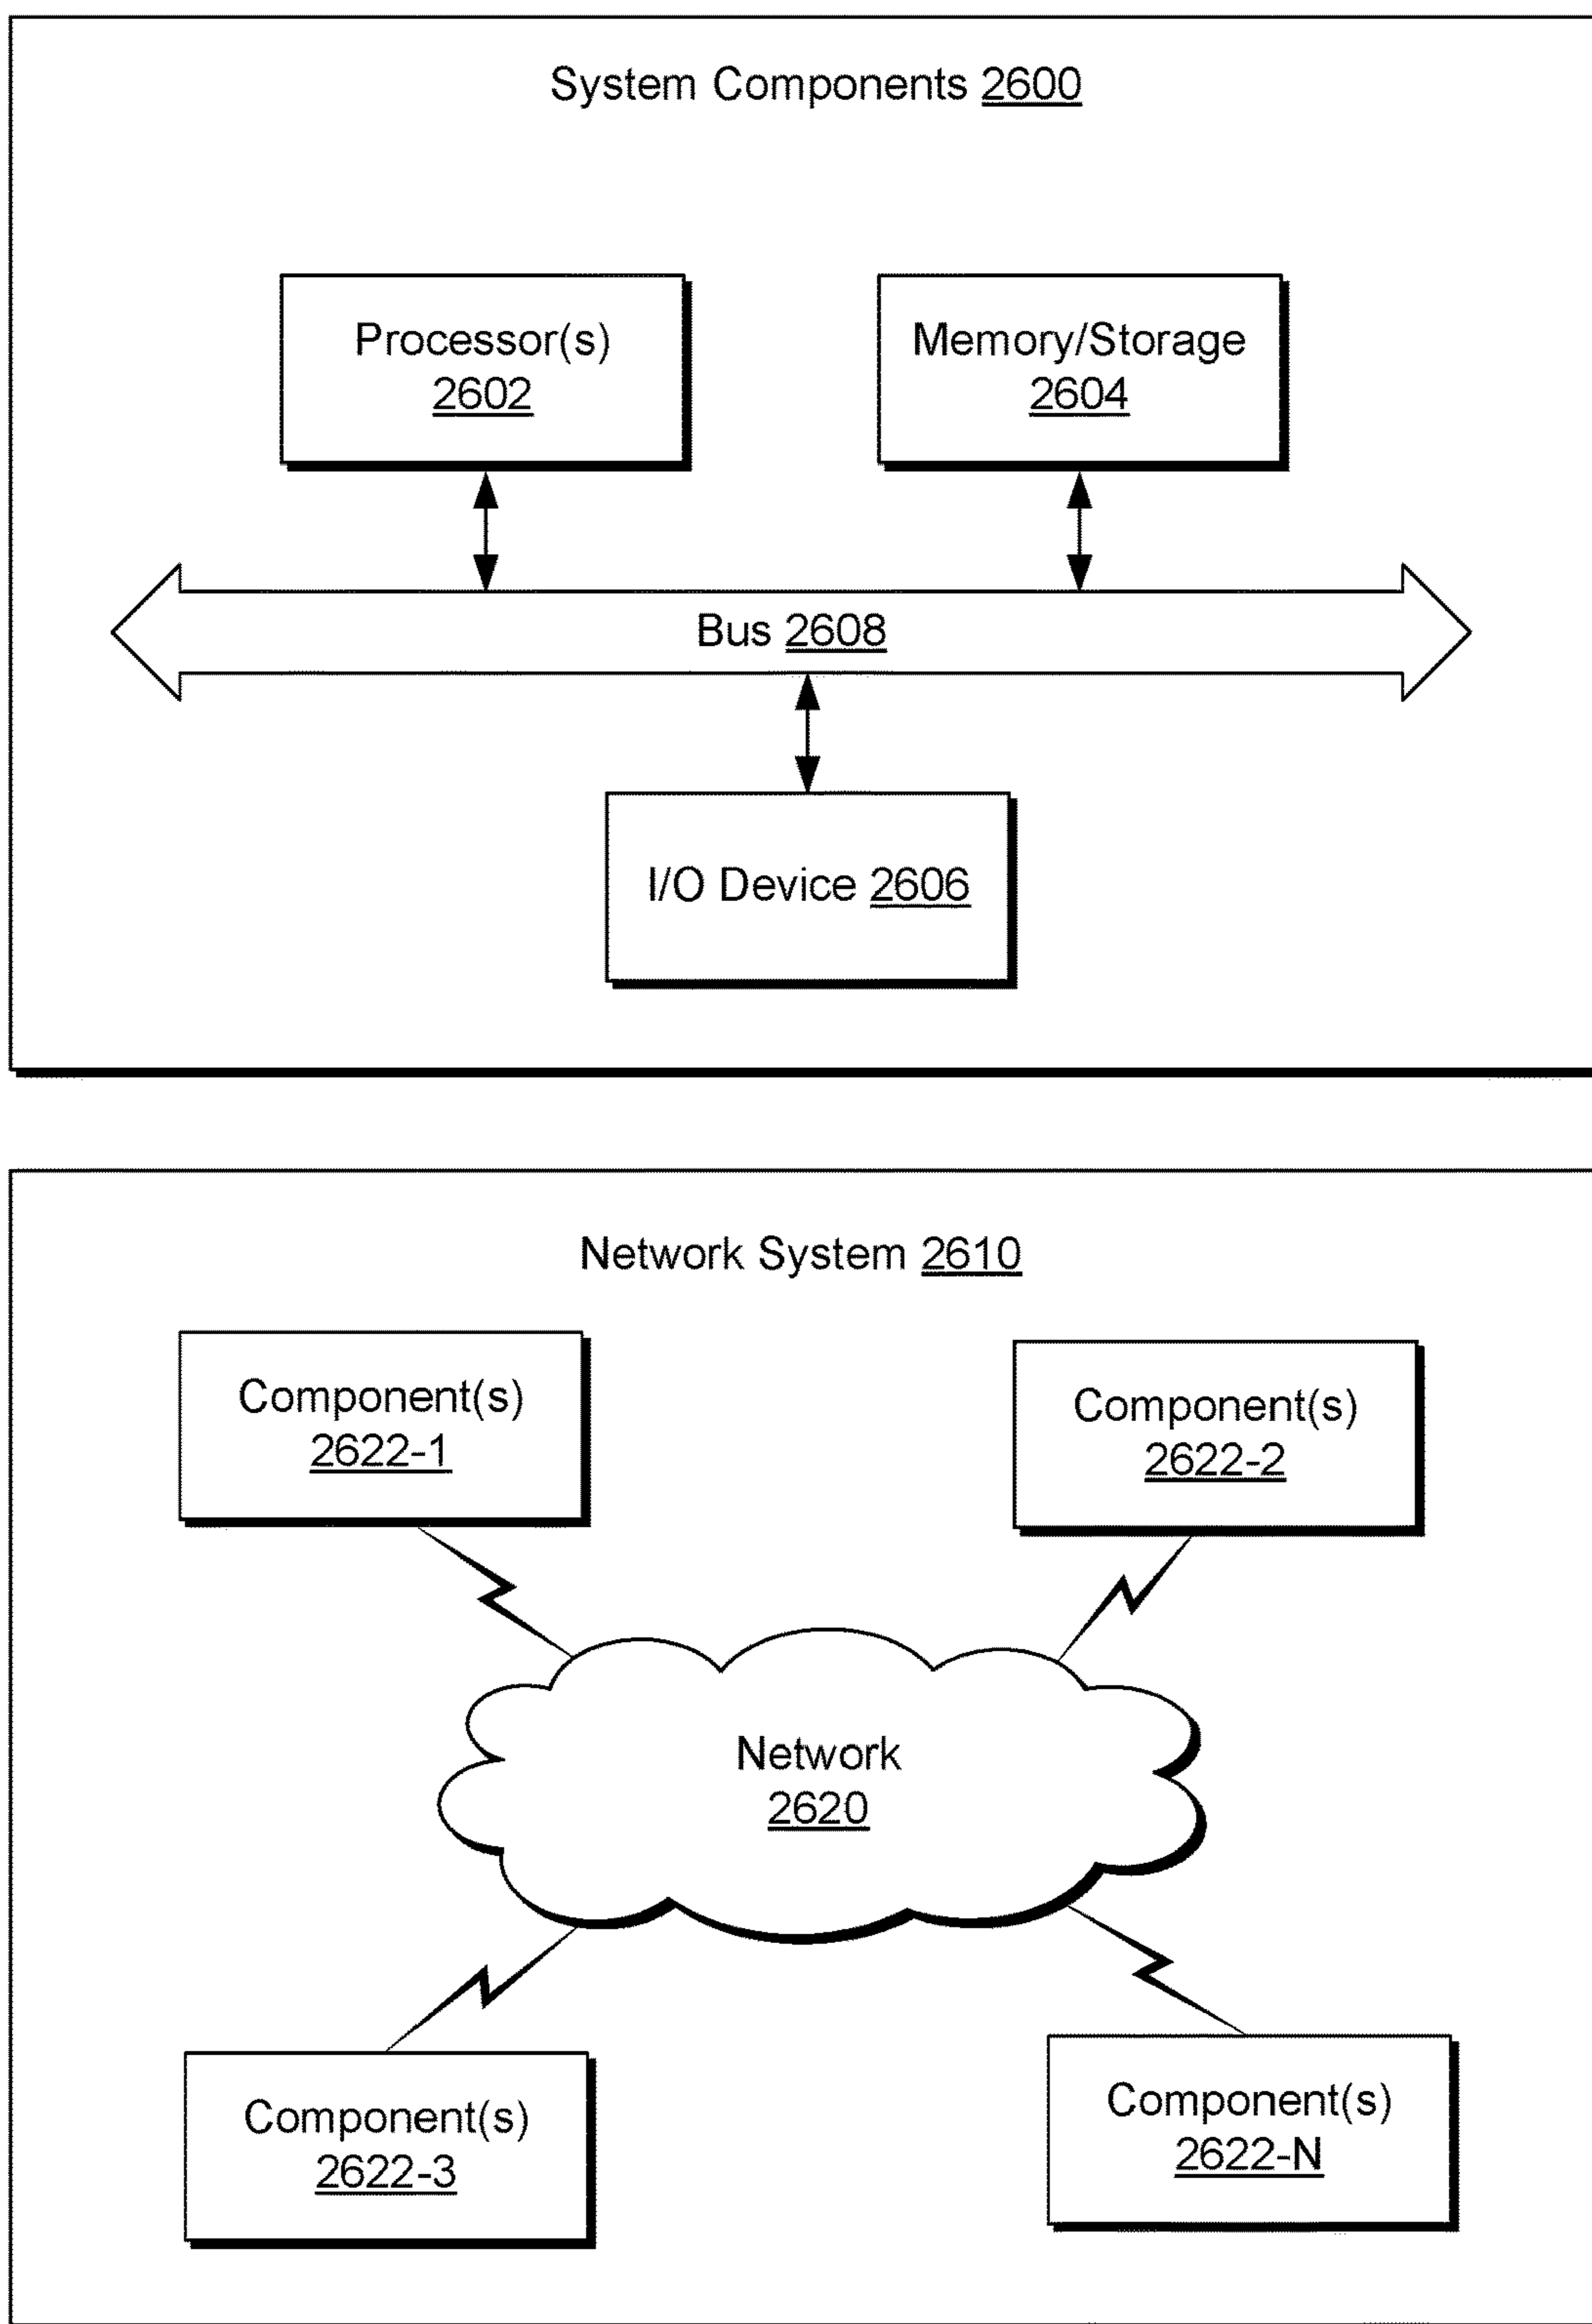 System Components 2600
Processor(s)
2602
Memory/Storage
2604
Bus 2608
I/O Device 2606
Network System 2610
Component(s)
2622-1
Component(s)
2622-2
Network
2620
Component(s)
2622-3
Component(s)
2622-N